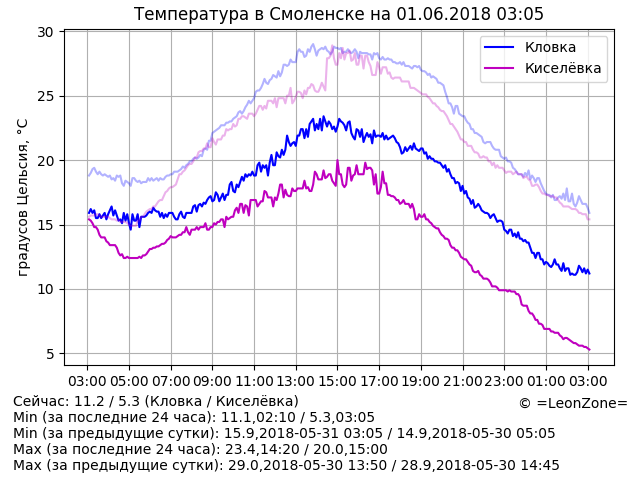 Температура в Смоленске на 01.06.2018 03:05
30
25
20
15
10
5
градусов Цельсия, °C
Кловка
Киселёвка
03:00 05:00 07:00 09:00 11:00 13:00 15:00 17:00 19:00 21:00 23:00 01:00 03:00
Сейчас: 11.2 / 5.3 (Кловка / Киселёвка)
© =LeonZone=
Min (за последние 24 часа): 11.1,02:10 / 5.3,03:05
Min (за предыдущие сутки): 15.9,2018-05-31 03:05 / 14.9,2018-05-30 05:05
Max (за последние 24 часа): 23.4,14:20 / 20.0,15:00
Max (за предыдущие сутки): 29.0,2018-05-30 13:50 / 28.9,2018-05-30 14:45